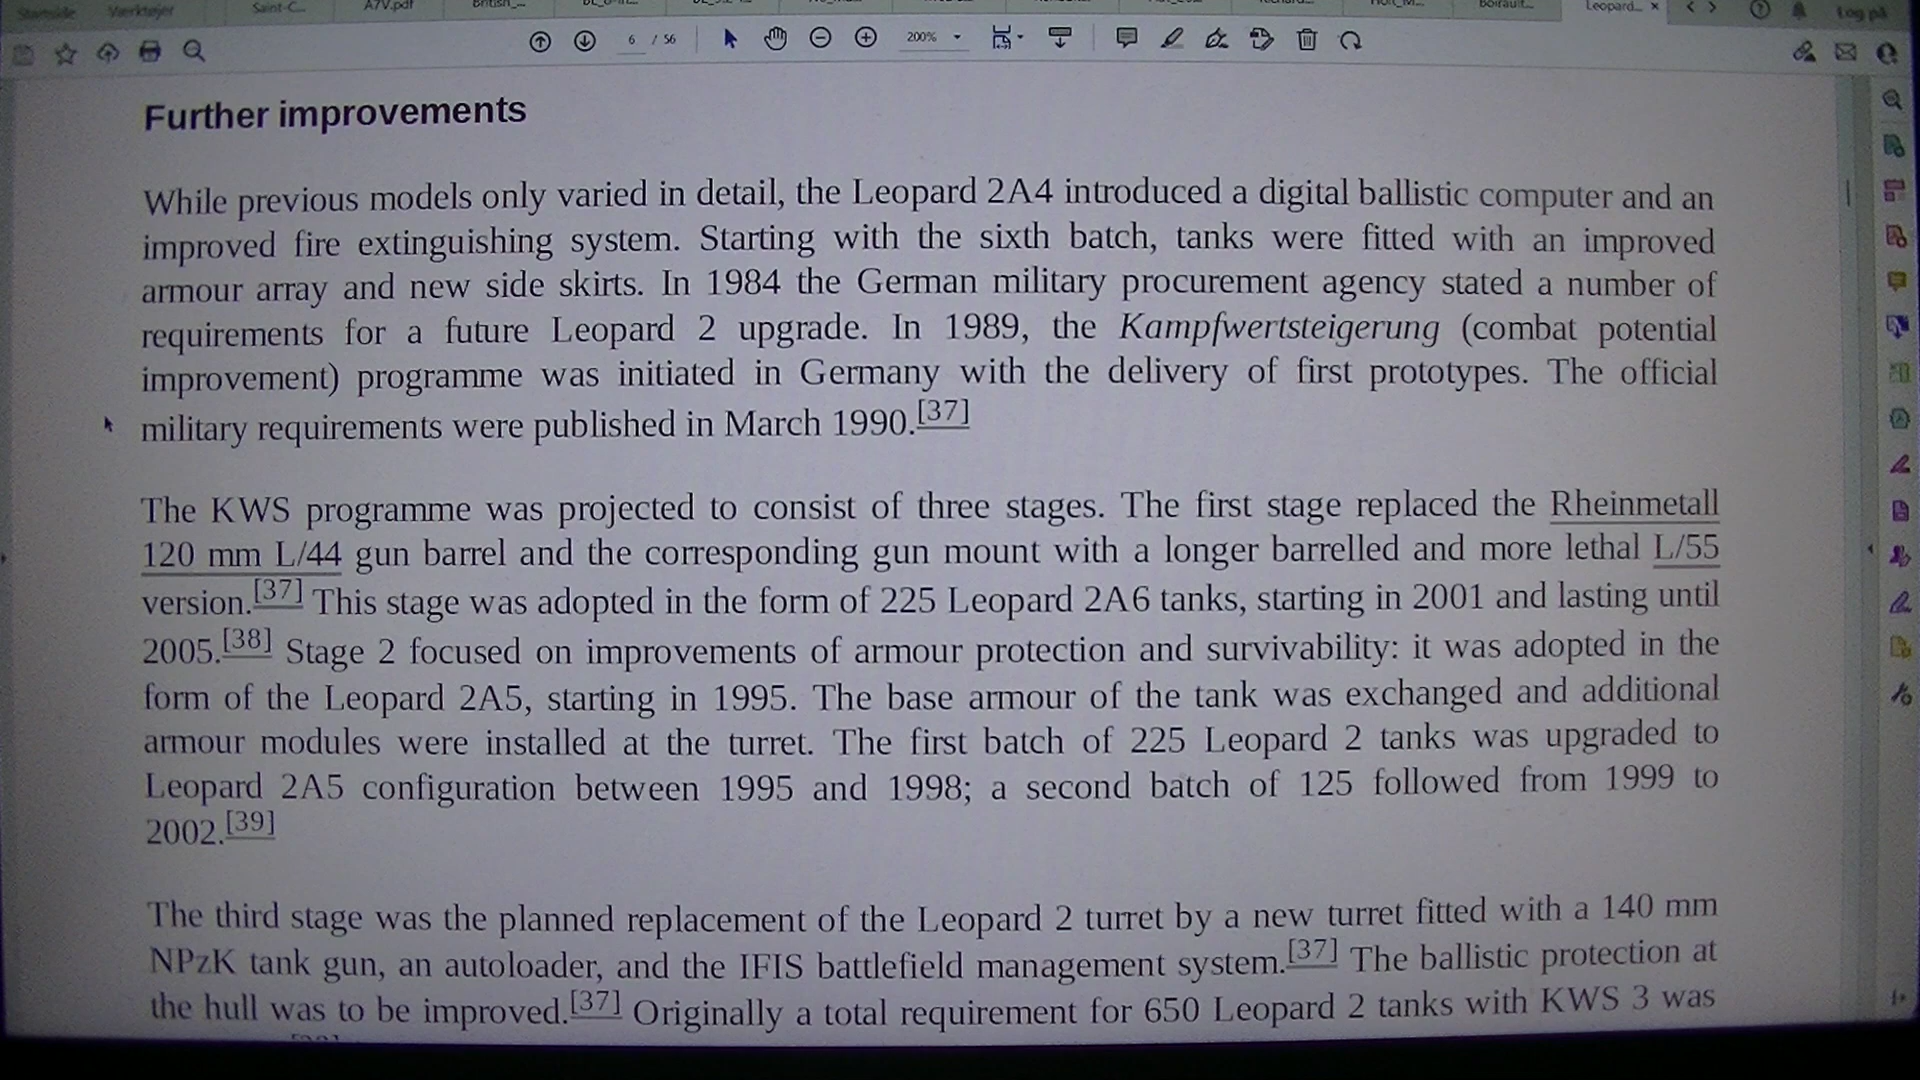 Startside Værktøjer Saint-C... A7V.pdf British_... Leopard... × Log på
6 / 56 200%
Further improvements
While previous models only varied in detail, the Leopard 2A4 introduced a digital ballistic computer and an
improved fire extinguishing system. Starting with the sixth batch, tanks were fitted with an improved
armour array and new side skirts. In 1984 the German military procurement agency stated a number of
requirements for a future Leopard 2 upgrade. In 1989, the Kampfwertsteigerung (combat potential
improvement) programme was initiated in Germany with the delivery of first prototypes. The official
military requirements were published in March 1990.[37]
The KWS programme was projected to consist of three stages. The first stage replaced the Rheinmetall
120 mm L/44 gun barrel and the corresponding gun mount with a longer barrelled and more lethal L/55
version.[37] This stage was adopted in the form of 225 Leopard 2A6 tanks, starting in 2001 and lasting until
2005.[38] Stage 2 focused on improvements of armour protection and survivability: it was adopted in the
form of the Leopard 2A5, starting in 1995. The base armour of the tank was exchanged and additional
armour modules were installed at the turret. The first batch of 225 Leopard 2 tanks was upgraded to
Leopard 2A5 configuration between 1995 and 1998; a second batch of 125 followed from 1999 to
2002.[39]
The third stage was the planned replacement of the Leopard 2 turret by a new turret fitted with a 140 mm
NPzK tank gun, an autoloader, and the IFIS battlefield management system.[37] The ballistic protection at
the hull was to be improved.[37] Originally a total requirement for 650 Leopard 2 tanks with KWS 3 was